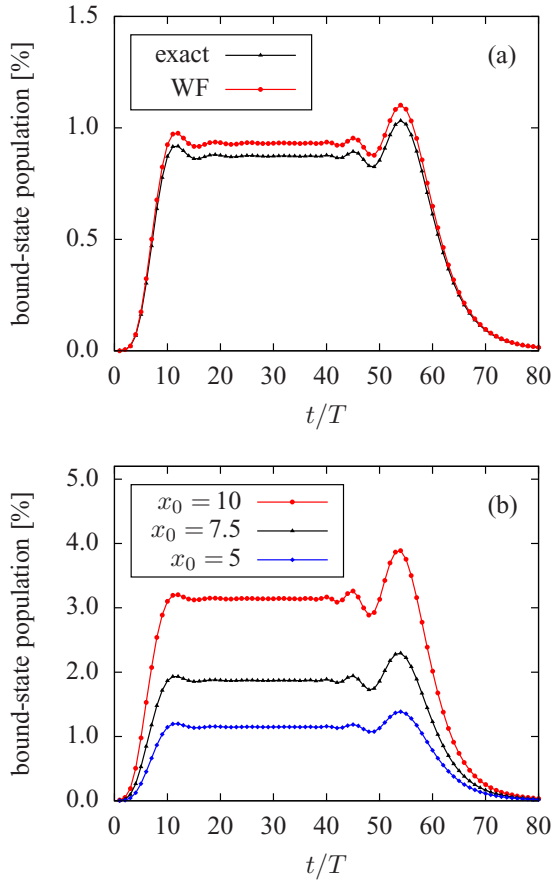 1.5
1.0
0.5
0.0
bound-state population [%]
exact
WF
(a)
0 10 20 30 40 50 60 70 80
t/T
5.0
4.0
3.0
2.0
1.0
0.0
bound-state population [%]
x₀ = 10
x₀ = 7.5
x₀ = 5
(b)
0 10 20 30 40 50 60 70 80
t/T